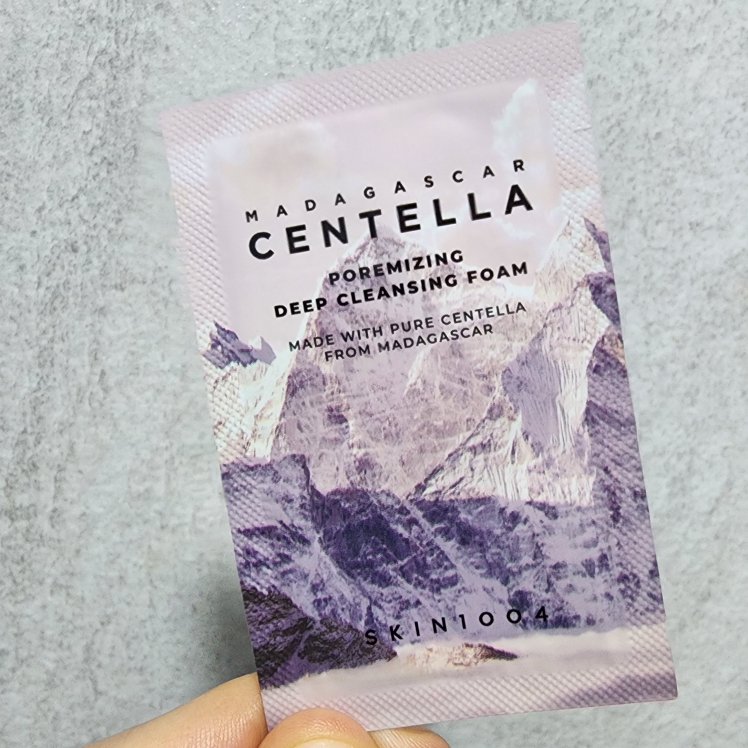 MADAGASCAR
CENTELLA
POREMIZING
DEEP CLEANSING FOAM
MADE WITH PURE CENTELLA
FROM MADAGASCAR
SKIN1004